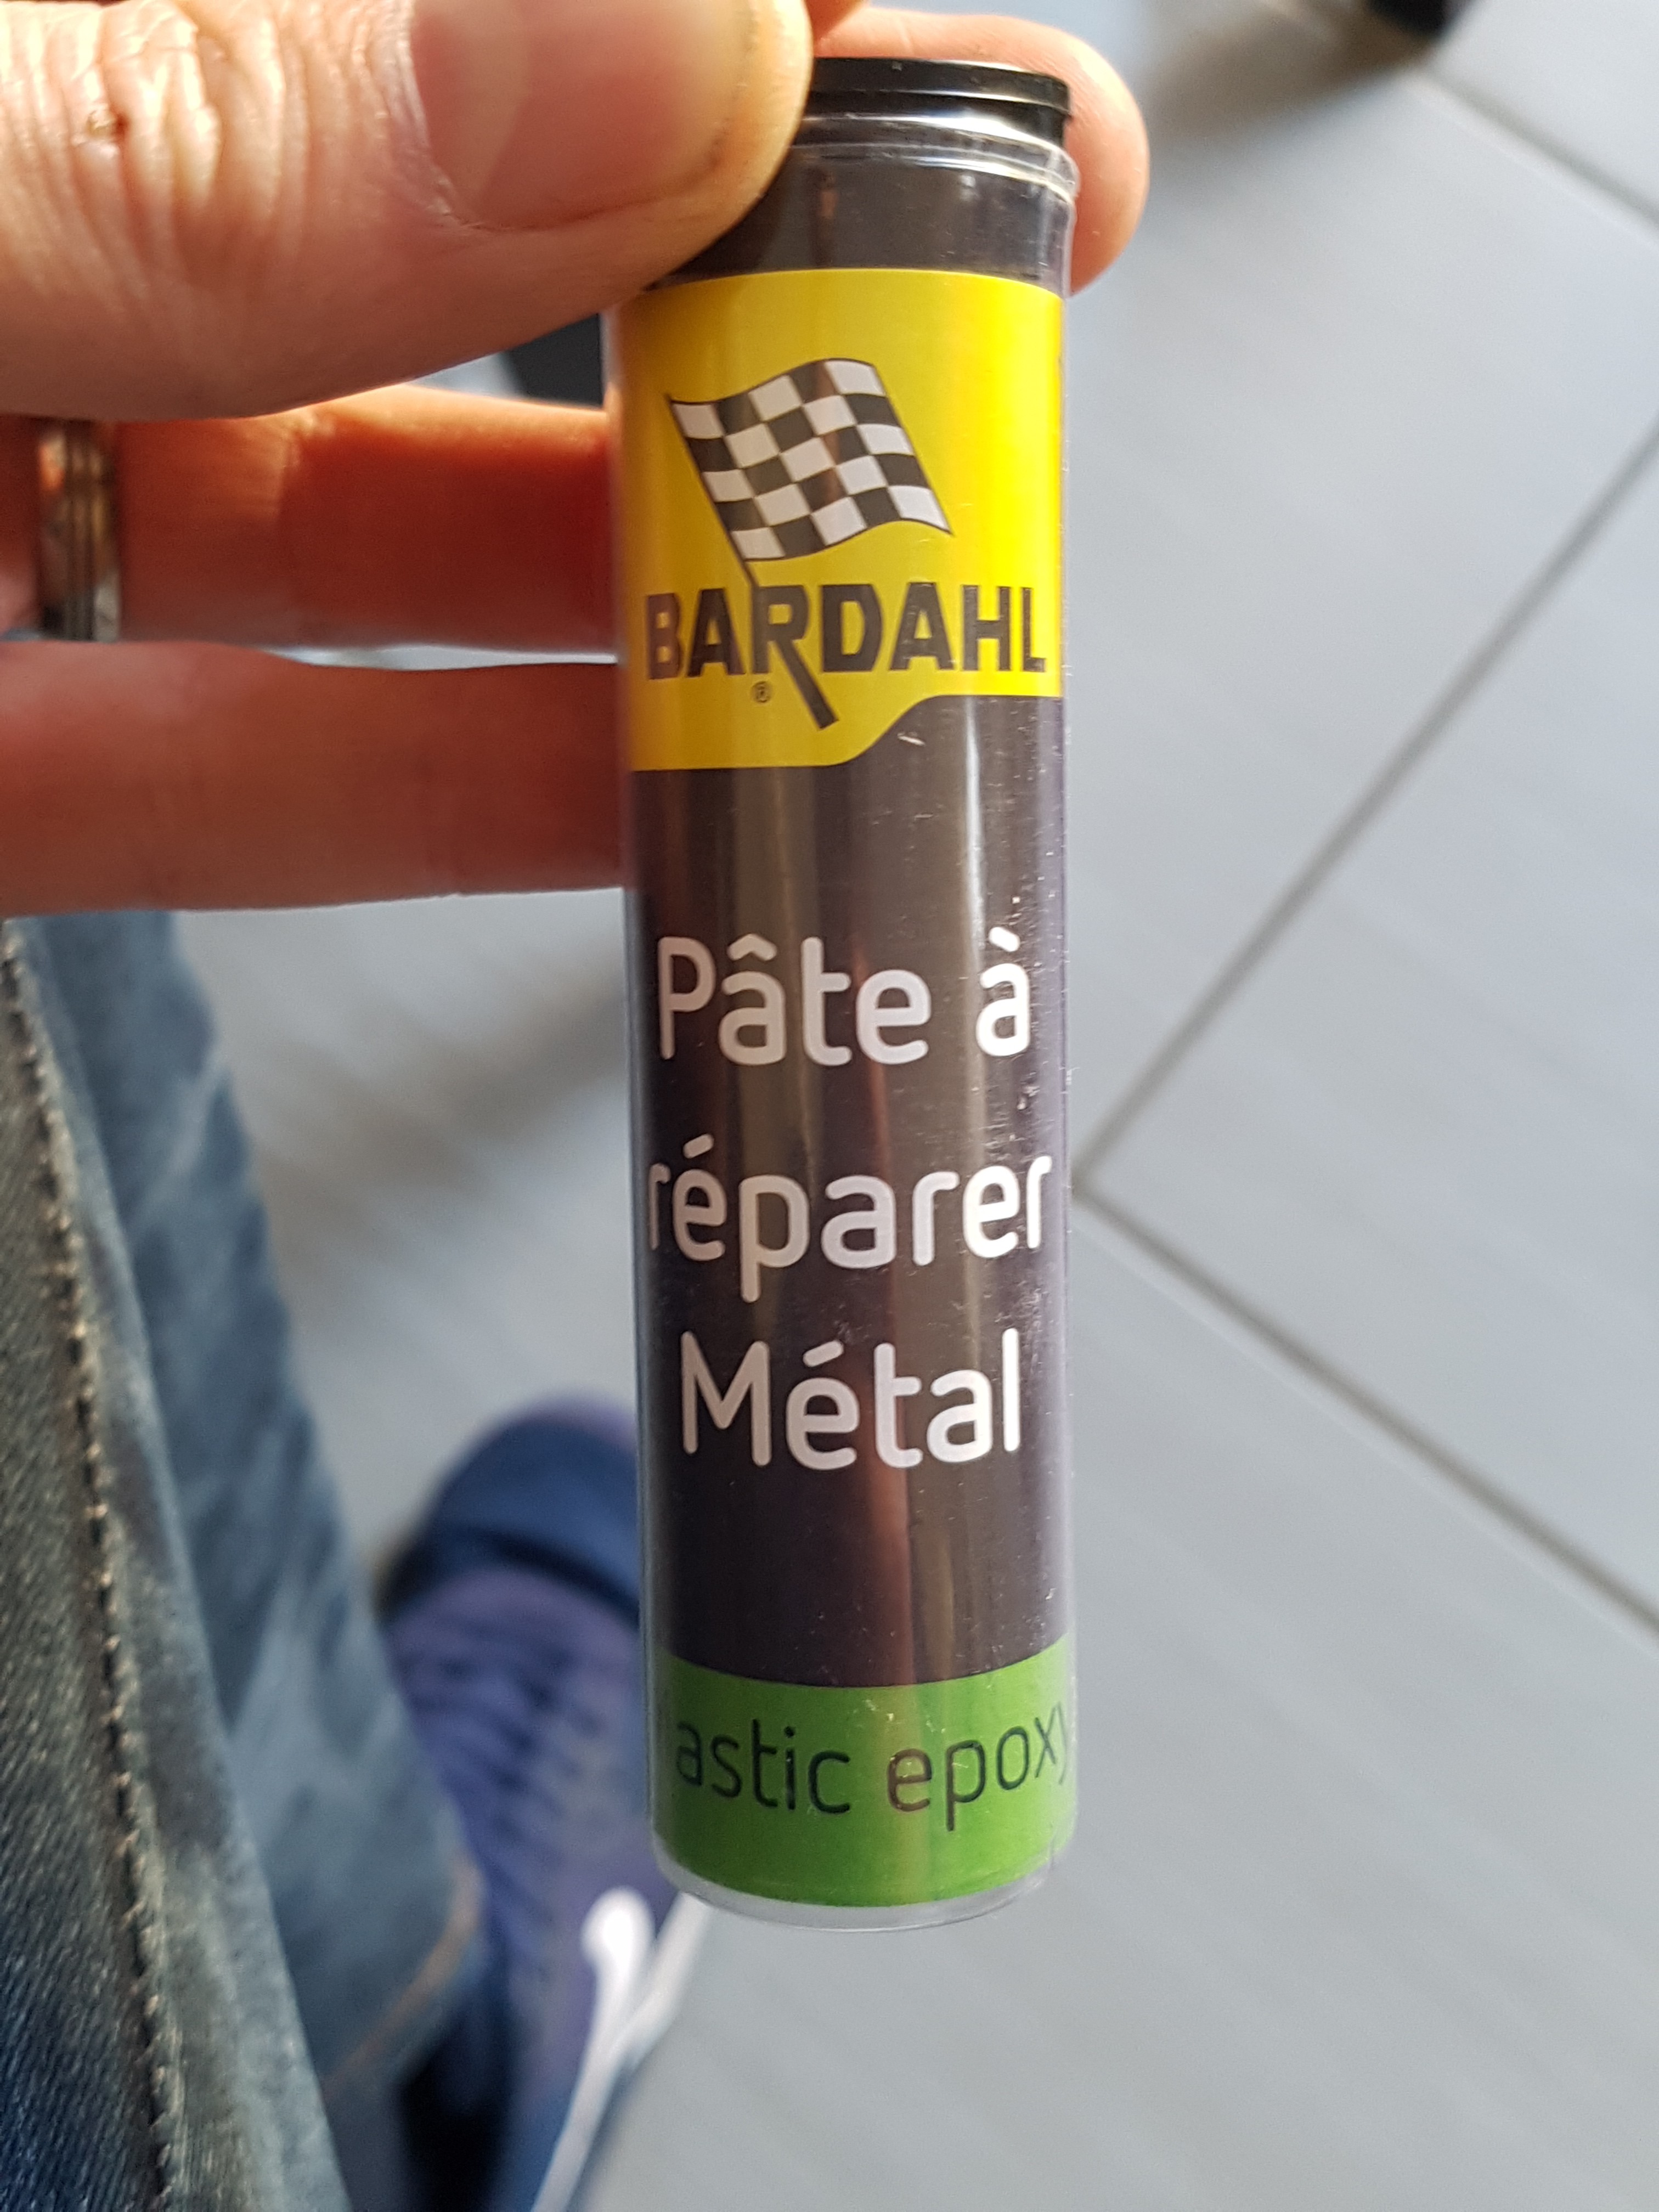 BARDAHL
®
Pâte à
réparer
Métal
astic epoxy